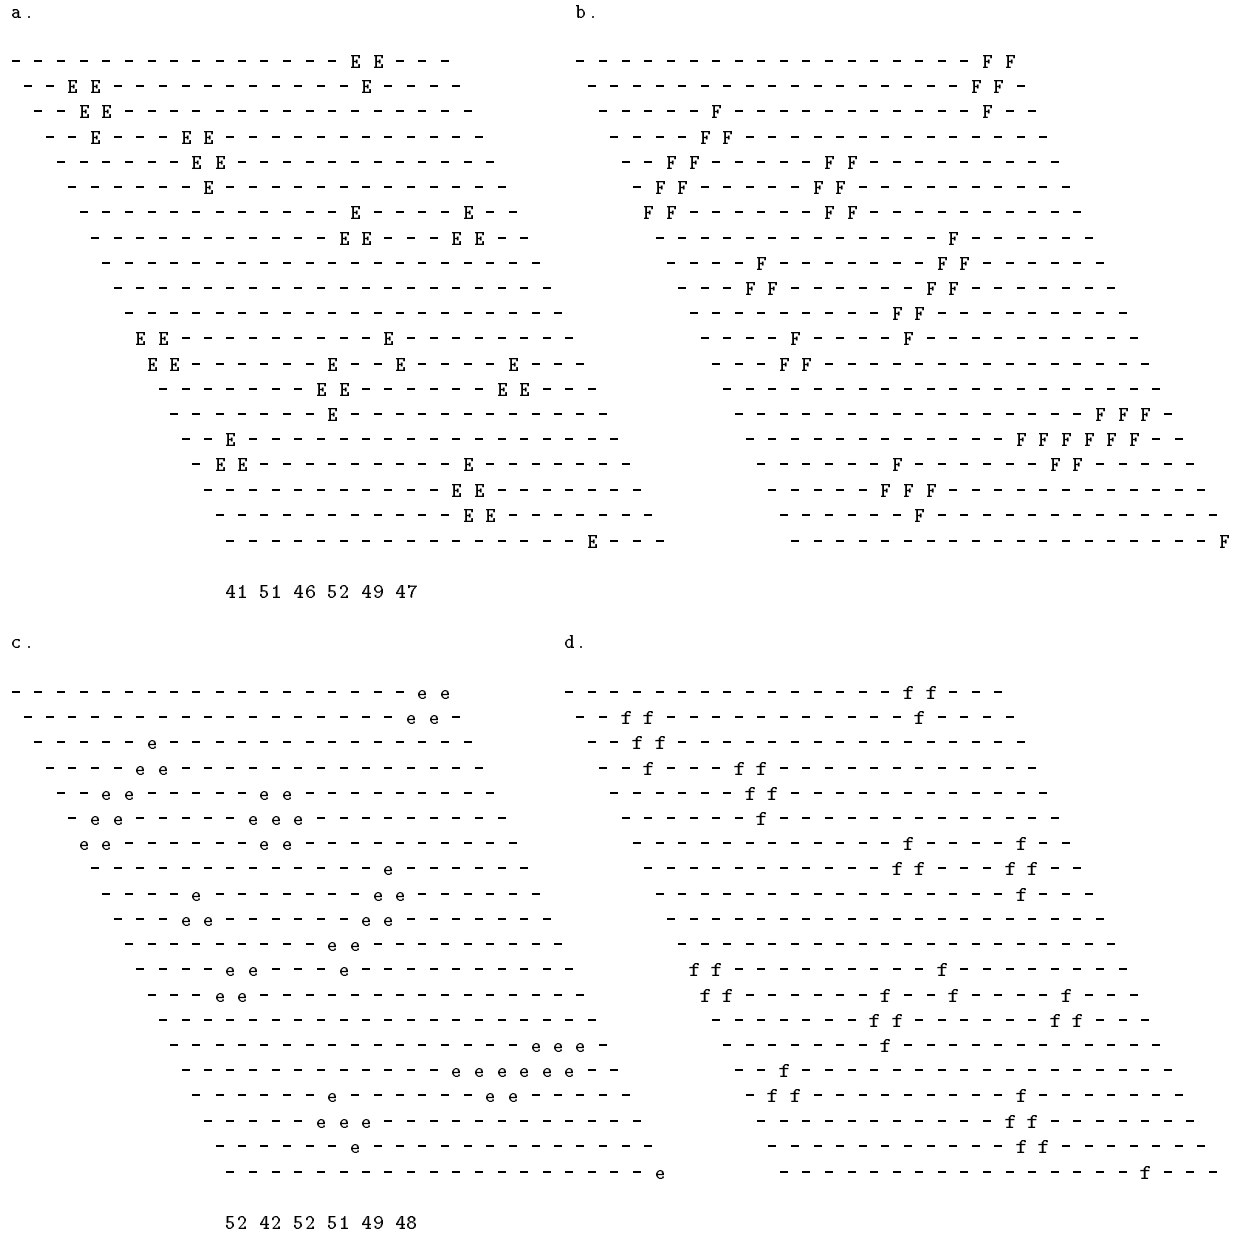 a.
- - - - - - - - - - - - - - - E E - - -
- - E E - - - - - - - - - - - E - - - -
- - E E - - - - - - - - - - - - - - - -
- - E - - - E E - - - - - - - - - - - -
- - - - - - E E - - - - - - - - - - - -
- - - - - - E - - - - - - - - - - - - -
- - - - - - - - - - - - E - - - - E - -
- - - - - - - - - - - E E - - - E E - -
- - - - - - - - - - - - - - - - - - - -
- - - - - - - - - - - - - - - - - - - -
- - - - - - - - - - - - - - - - - - - -
E E - - - - - - - - - E - - - - - - - -
E E - - - - - - E - - E - - - - E - - -
- - - - - - - E E - - - - - - E E - - -
- - - - - - - E - - - - - - - - - - - -
- - E - - - - - - - - - - - - - - - - -
- E E - - - - - - - - - E - - - - - - -
- - - - - - - - - - - E E - - - - - - -
- - - - - - - - - - - E E - - - - - - -
- - - - - - - - - - - - - - - - E - - -
41 51 46 52 49 47
b.
- - - - - - - - - - - - - - - - - - F F
- - - - - - - - - - - - - - - - - F F -
- - - - - F - - - - - - - - - - - F - -
- - - - F F - - - - - - - - - - - - - -
- - F F - - - - - F F - - - - - - - - -
- F F - - - - - F F - - - - - - - - - -
F F - - - - - - F F - - - - - - - - - -
- - - - - - - - - - - - - F - - - - - -
- - - - F - - - - - - - F F - - - - - -
- - - F F - - - - - - F F - - - - - - -
- - - - - - - - - F F - - - - - - - - -
- - - - F - - - - F - - - - - - - - - -
- - - F F - - - - - - - - - - - - - - -
- - - - - - - - - - - - - - - - - - - -
- - - - - - - - - - - - - - - - F F F -
- - - - - - - - - - - - F F F F F F - -
- - - - - - F - - - - - - F F - - - - -
- - - - - F F F - - - - - - - - - - - -
- - - - - - F - - - - - - - - - - - - -
- - - - - - - - - - - - - - - - - - - F
c.
- - - - - - - - - - - - - - - - - - e e
- - - - - - - - - - - - - - - - - e e -
- - - - - e - - - - - - - - - - - - - -
- - - - e e - - - - - - - - - - - - - -
- - e e - - - - - e e - - - - - - - - -
- e e - - - - - e e e - - - - - - - - -
e e - - - - - - e e - - - - - - - - - -
- - - - - - - - - - - - - e - - - - - -
- - - - e - - - - - - - e e - - - - - -
- - - e e - - - - - - e e - - - - - - -
- - - - - - - - - e e - - - - - - - - -
- - - - e e - - - e - - - - - - - - - -
- - - e e - - - - - - - - - - - - - - -
- - - - - - - - - - - - - - - - - - - -
- - - - - - - - - - - - - - - - e e e -
- - - - - - - - - - - - e e e e e e - -
- - - - - - e - - - - - - e e - - - - -
- - - - - e e e - - - - - - - - - - - -
- - - - - - e - - - - - - - - - - - - -
- - - - - - - - - - - - - - - - - - - e
52 42 52 51 49 48
d.
- - - - - - - - - - - - - - - f f - - -
- - f f - - - - - - - - - - - f - - - -
- - f f - - - - - - - - - - - - - - - -
- - f - - - f f - - - - - - - - - - - -
- - - - - - f f - - - - - - - - - - - -
- - - - - - f - - - - - - - - - - - - -
- - - - - - - - - - - - f - - - - f - -
- - - - - - - - - - - f f - - - f f - -
- - - - - - - - - - - - - - - - f - - -
- - - - - - - - - - - - - - - - - - - -
- - - - - - - - - - - - - - - - - - - -
f f - - - - - - - - - f - - - - - - - -
f f - - - - - - f - - f - - - - f - - -
- - - - - - - f f - - - - - - f f - - -
- - - - - - - f - - - - - - - - - - - -
- - f - - - - - - - - - - - - - - - - -
- f f - - - - - - - - - f - - - - - - -
- - - - - - - - - - - f f - - - - - - -
- - - - - - - - - - - f f - - - - - - -
- - - - - - - - - - - - - - - - f - - -